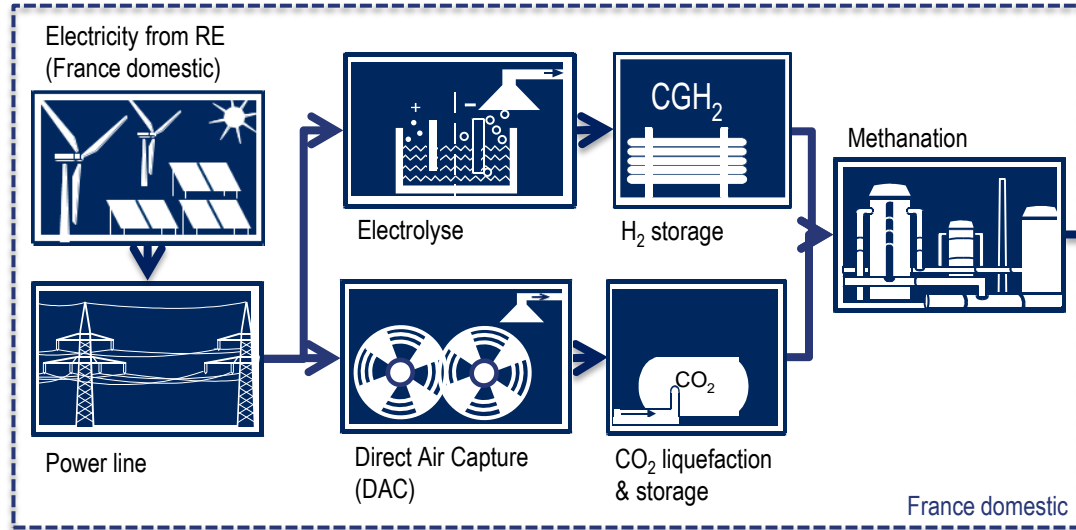 Electricity from RE
(France domestic)
+ −
Electrolyse
CGH₂
H₂ storage
Methanation
Power line
Direct Air Capture
(DAC)
CO₂
CO₂ liquefaction
& storage
France domestic